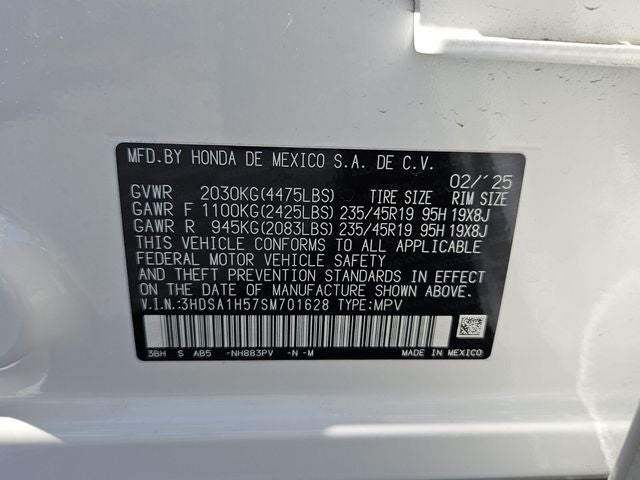 MFD.BY HONDA DE MEXICO S.A. DE C.V.
02/'25
GVWR 2030KG(4475LBS) TIRE SIZE RIM SIZE
GAWR F 1100KG(2425LBS) 235/45R19 95H 19X8J
GAWR R 945KG(2083LBS) 235/45R19 95H 19X8J
THIS VEHICLE CONFORMS TO ALL APPLICABLE
FEDERAL MOTOR VEHICLE SAFETY
AND THEFT PREVENTION STANDARDS IN EFFECT
ON THE DATE OF MANUFACTURE SHOWN ABOVE.
V.I.N.:3HDSA1H57SM701628 TYPE:MPV
3BH S AB5 -NH883PV -N -M MADE IN MEXICO